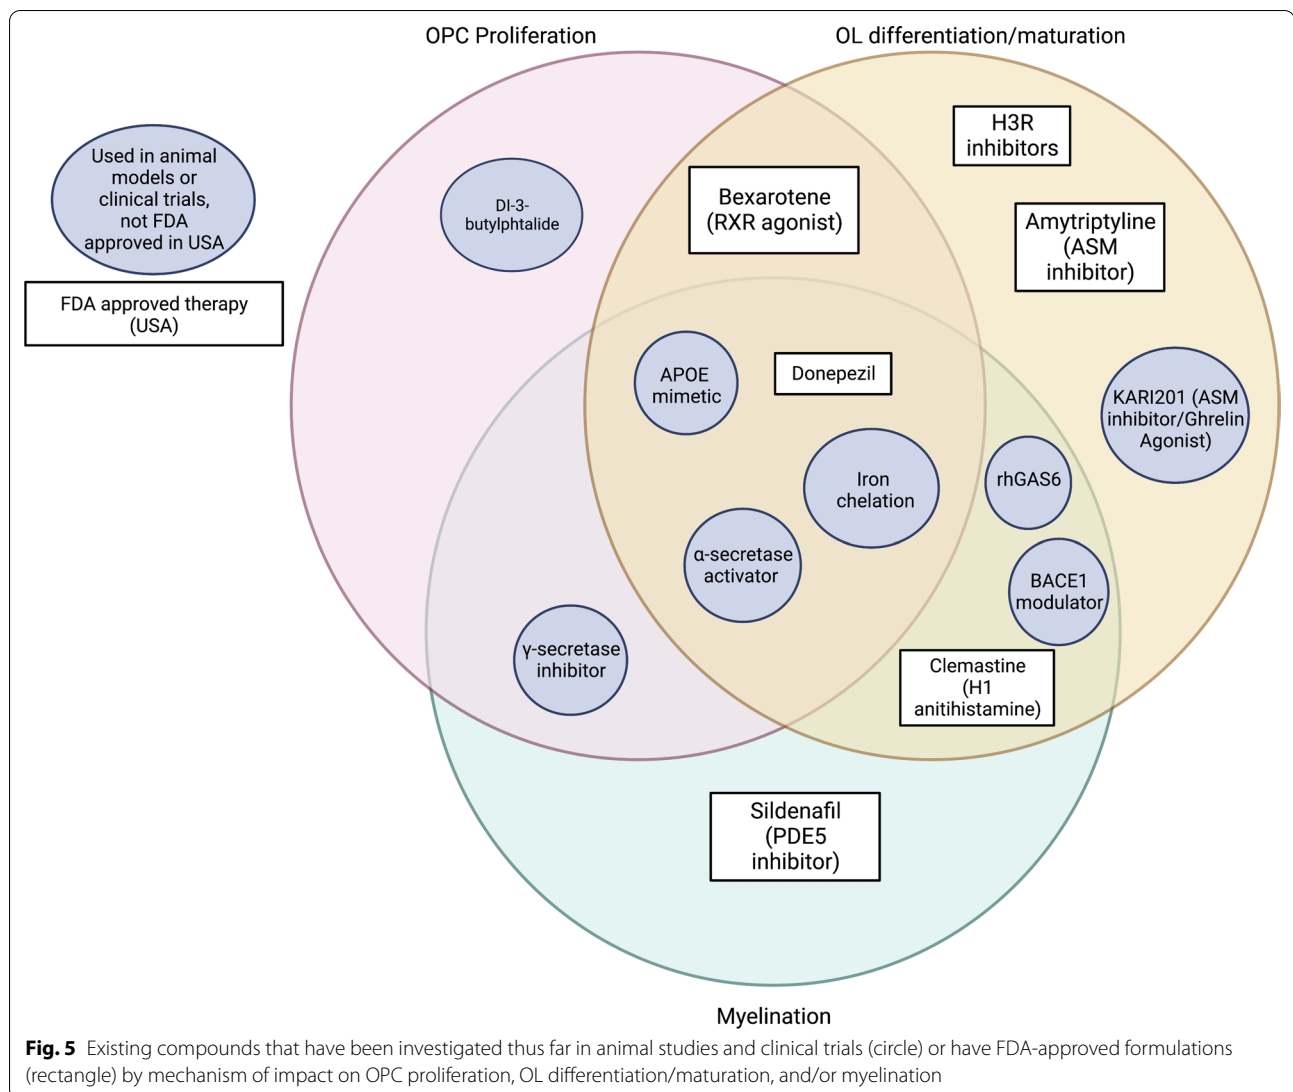 OPC Proliferation
OL differentiation/maturation
Used in animal
models or
clinical trials,
not FDA
approved in USA
FDA approved therapy
(USA)
DI-3-
butylphtalide
Bexarotene
(RXR agonist)
H3R
inhibitors
Amytriptyline
(ASM
inhibitor)
APOE
mimetic
Donepezil
KARI201 (ASM
inhibitor/Ghrelin
Agonist)
Iron
chelation
rhGAS6
α-secretase
activator
BACE1
modulator
γ-secretase
inhibitor
Clemastine
(H1
anitihistamine)
Sildenafil
(PDE5
inhibitor)
Myelination
Fig. 5 Existing compounds that have been investigated thus far in animal studies and clinical trials (circle) or have FDA-approved formulations
(rectangle) by mechanism of impact on OPC proliferation, OL differentiation/maturation, and/or myelination